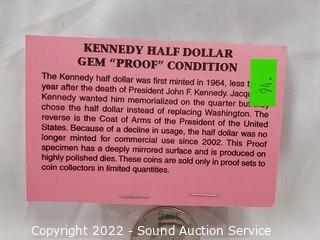 KENNEDY HALF DOLLAR
GEM "PROOF" CONDITION
The Kennedy half dollar was first minted in 1964, less
year after the death of President John F. Kennedy.
Kennedy wanted him memorialized on the quarter but
chose the half dollar instead of replacing Washington. The
reverse is the Coat of Arms of the President of the United
States. Because of a decline in usage, the half dollar was no
longer minted for commercial use since 2002. This Proof
specimen has a deeply mirrored surface and is produced on
highly polished dies. These coins are sold only in proof sets to
coin collectors in limited quantities.
Copyright 2022 - Sound Auction Service